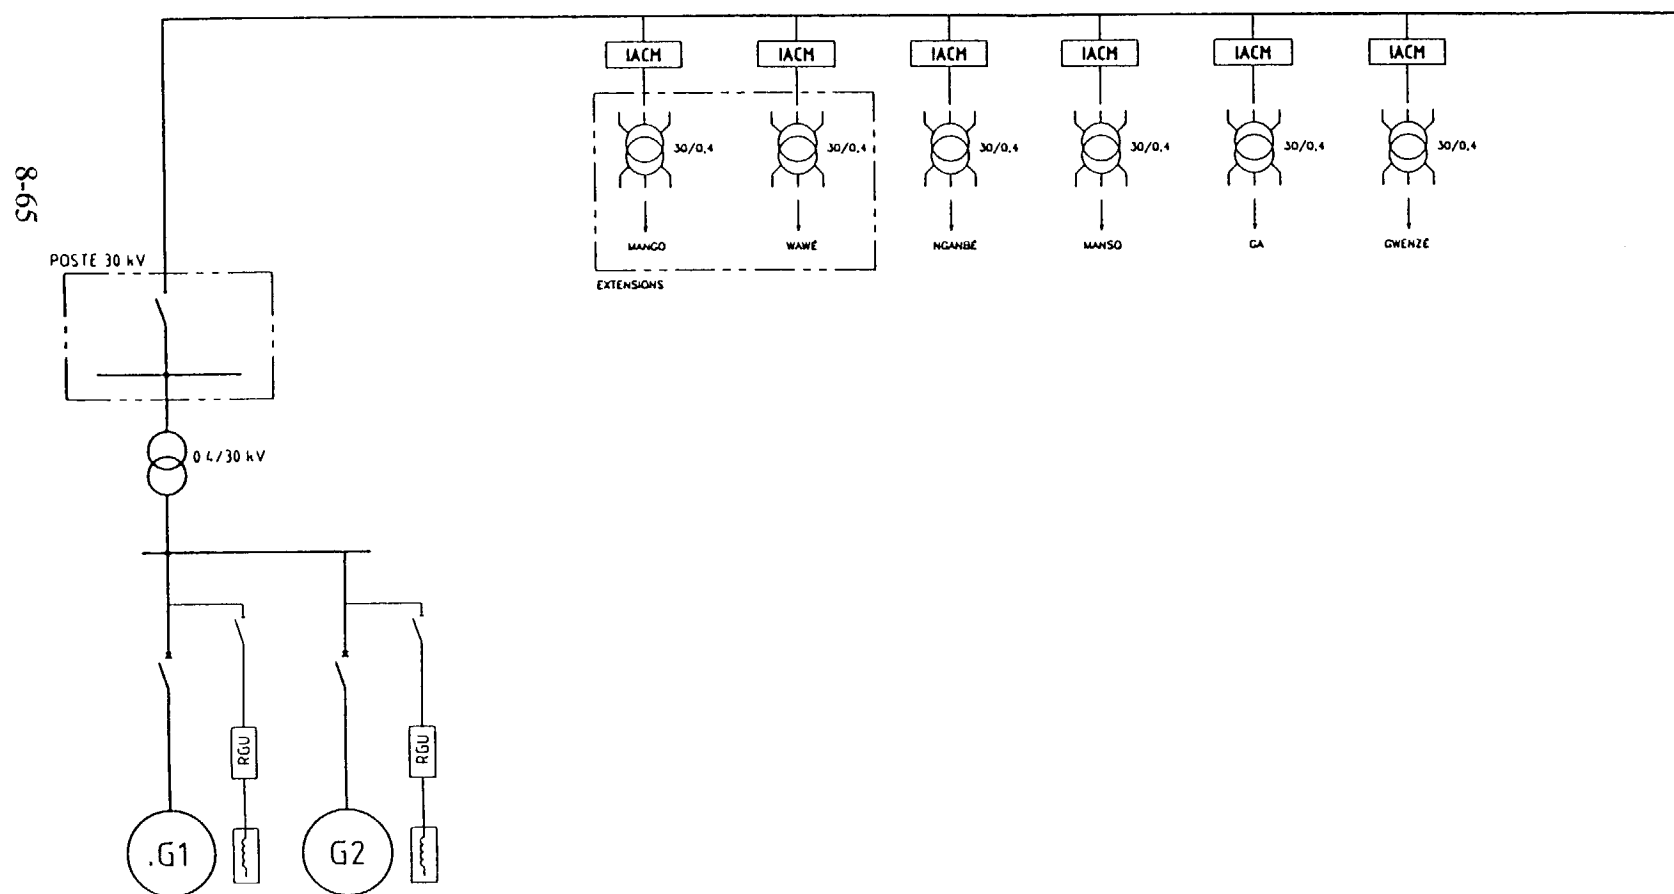 IACM IACM IACM IACM IACM IACM
30/0,4 30/0,4 30/0,4 30/0,4 30/0,4 30/0,4
MANGO WAWÉ NGANBÉ MANSO GA GWENZÉ
EXTENSIONS
8-65
POSTE 30 kV
0.4/30 kV
RGU RGU
.G1 G2